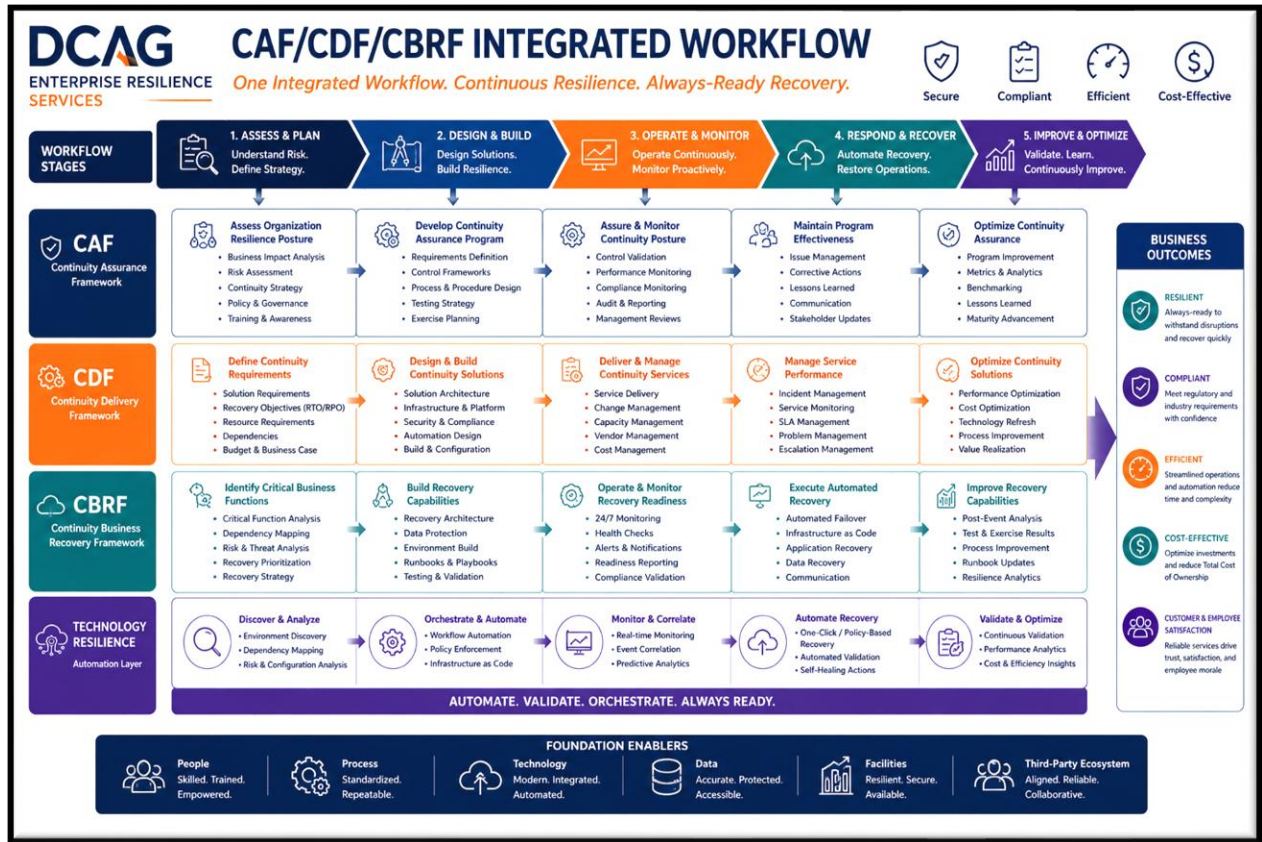 DCAG
ENTERPRISE RESILIENCE
SERVICES
CAF/CDF/CBRF INTEGRATED WORKFLOW
One Integrated Workflow. Continuous Resilience. Always-Ready Recovery.
Secure
Compliant
Efficient
Cost-Effective
WORKFLOW
STAGES
1. ASSESS & PLAN
Understand Risk.
Define Strategy.
2. DESIGN & BUILD
Design Solutions.
Build Resilience.
3. OPERATE & MONITOR
Operate Continuously.
Monitor Proactively.
4. RESPOND & RECOVER
Automate Recovery.
Restore Operations.
5. IMPROVE & OPTIMIZE
Validate. Learn.
Continuously Improve.
CAF
Continuity Assurance
Framework
Assess Organization
Resilience Posture
• Business Impact Analysis
• Risk Assessment
• Continuity Strategy
• Policy & Governance
• Training & Awareness
Develop Continuity
Assurance Program
• Requirements Definition
• Control Frameworks
• Process & Procedure Design
• Testing Strategy
• Exercise Planning
Assure & Monitor
Continuity Posture
• Control Validation
• Performance Monitoring
• Compliance Monitoring
• Audit & Reporting
• Management Reviews
Maintain Program
Effectiveness
• Issue Management
• Corrective Actions
• Lessons Learned
• Communication
• Stakeholder Updates
Optimize Continuity
Assurance
• Program Improvement
• Metrics & Analytics
• Benchmarking
• Lessons Learned
• Maturity Advancement
CDF
Continuity Delivery
Framework
Define Continuity
Requirements
• Solution Requirements
• Recovery Objectives (RTO/RPO)
• Resource Requirements
• Dependencies
• Budget & Business Case
Design & Build
Continuity Solutions
• Solution Architecture
• Infrastructure & Platform
• Security & Compliance
• Automation Design
• Build & Configuration
Deliver & Manage
Continuity Services
• Service Delivery
• Change Management
• Capacity Management
• Vendor Management
• Cost Management
Manage Service
Performance
• Incident Management
• Service Monitoring
• SLA Management
• Problem Management
• Escalation Management
Optimize Continuity
Solutions
• Performance Optimization
• Cost Optimization
• Technology Refresh
• Process Improvement
• Value Realization
CBRF
Continuity Business
Recovery Framework
Identify Critical Business
Functions
• Critical Function Analysis
• Dependency Mapping
• Risk & Threat Analysis
• Recovery Prioritization
• Recovery Strategy
Build Recovery
Capabilities
• Recovery Architecture
• Data Protection
• Environment Build
• Runbooks & Playbooks
• Testing & Validation
Operate & Monitor
Recovery Readiness
• 24/7 Monitoring
• Health Checks
• Alerts & Notifications
• Readiness Reporting
• Compliance Validation
Execute Automated
Recovery
• Automated Failover
• Infrastructure as Code
• Application Recovery
• Data Recovery
• Communication
Improve Recovery
Capabilities
• Post-Event Analysis
• Test & Exercise Results
• Process Improvement
• Runbook Updates
• Resilience Analytics
TECHNOLOGY
RESILIENCE
Automation Layer
Discover & Analyze
• Environment Discovery
• Dependency Mapping
• Risk & Configuration Analysis
Orchestrate & Automate
• Workflow Automation
• Policy Enforcement
• Infrastructure as Code
Monitor & Correlate
• Real-time Monitoring
• Event Correlation
• Predictive Analytics
Automate Recovery
• One-Click / Policy-Based
Recovery
• Automated Validation
• Self-Healing Actions
Validate & Optimize
• Continuous Validation
• Performance Analytics
• Cost & Efficiency Insights
AUTOMATE. VALIDATE. ORCHESTRATE. ALWAYS READY.
BUSINESS
OUTCOMES
RESILIENT
Always-ready to
withstand disruptions
and recover quickly
COMPLIANT
Meet regulatory and
industry requirements
with confidence
EFFICIENT
Streamlined operations
and automation reduce
time and complexity
COST-EFFECTIVE
Optimize investments
and reduce Total Cost
of Ownership
CUSTOMER & EMPLOYEE
SATISFACTION
Reliable services drive
trust, satisfaction, and
employee morale
FOUNDATION ENABLERS
People
Skilled. Trained.
Empowered.
Process
Standardized.
Repeatable.
Technology
Modern. Integrated.
Automated.
Data
Accurate. Protected.
Accessible.
Facilities
Resilient. Secure.
Available.
Third-Party Ecosystem
Aligned. Reliable.
Collaborative.